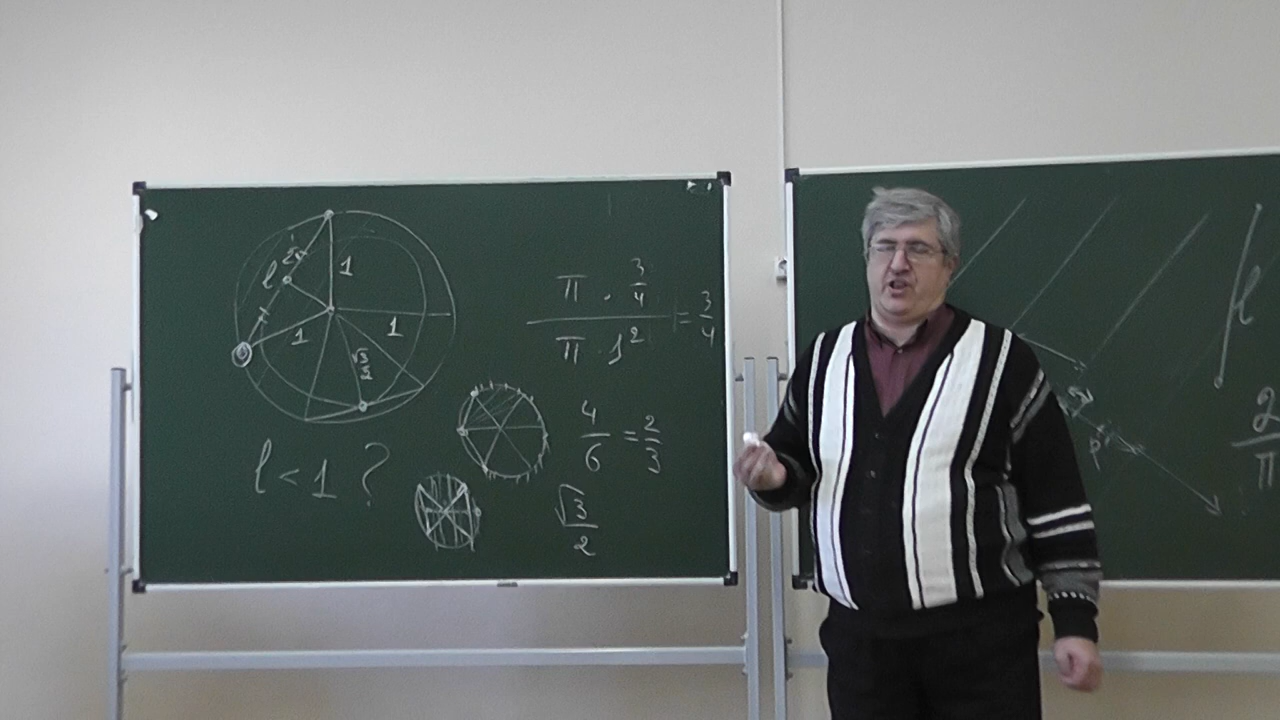 1
l
1
1
√3/2
l < 1 ?
π · 3/4 / π · 1² = 3/4
4/6 = 2/3
√3/2
l
2/π